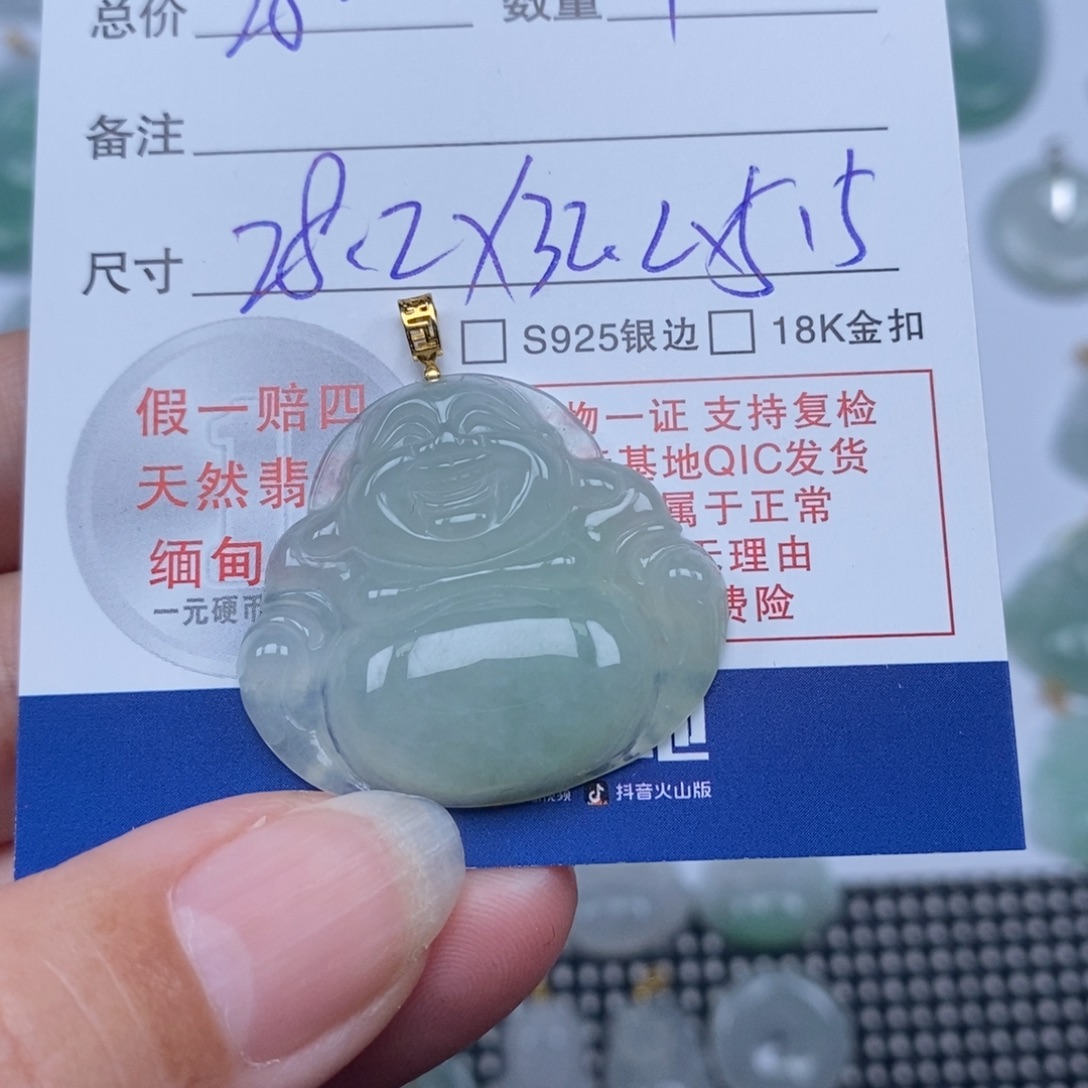 总价 数量
备注
尺寸 28.2X32.2x5.15
S925银边 18K金扣
假一赔四
天然翡
缅甸
一元硬币
物一证 支持复检
基地QIC发货
属于正常
理由
费险
抖音火山版